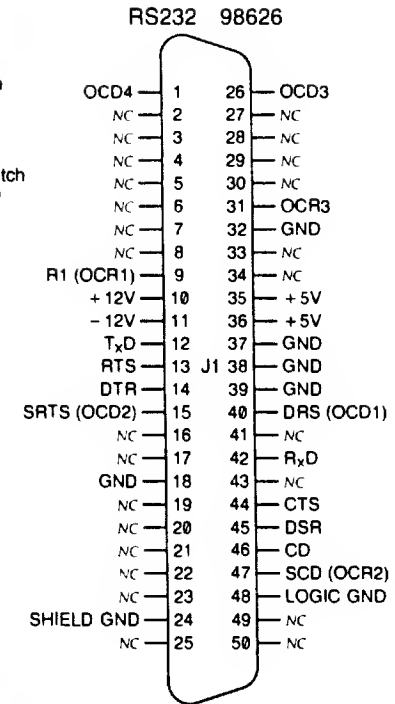 RS232 98626
OCD4 1 26 OCD3
NC 2 27 NC
NC 3 28 NC
NC 4 29 NC
tch
NC 5 30 NC
NC 6 31 OCR3
NC 7 32 GND
NC 8 33 NC
R1 (OCR1) 9 34 NC
+ 12V 10 35 + 5V
- 12V 11 36 + 5V
TxD 12 37 GND
RTS 13 J1 38 GND
DTR 14 39 GND
SRTS (OCD2) 15 40 DRS (OCD1)
NC 16 41 NC
NC 17 42 RxD
GND 18 43 NC
NC 19 44 CTS
NC 20 45 DSR
NC 21 46 CD
NC 22 47 SCD (OCR2)
NC 23 48 LOGIC GND
SHIELD GND 24 49 NC
NC 25 50 NC